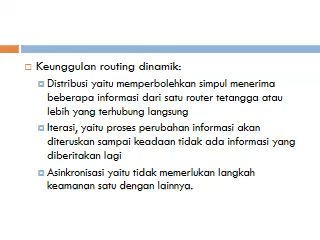 Keunggulan routing dinamik:
Distribusi yaitu memperbolehkan simpul menerima
beberapa informasi dari satu router tetangga atau
lebih yang terhubung langsung
Iterasi, yaitu proses perubahan informasi akan
diteruskan sampai keadaan tidak ada informasi yang
diberitakan lagi
Asinkronisasi yaitu tidak memerlukan langkah
keamanan satu dengan lainnya.